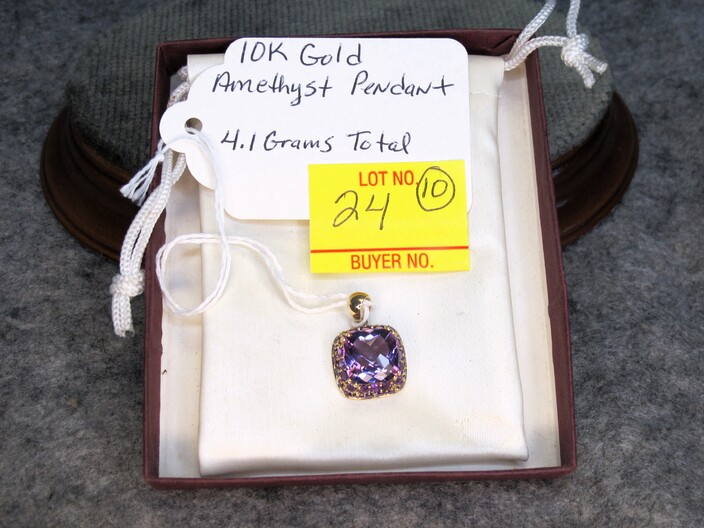 10K Gold
Amethyst Pendant
4.1 Grams Total
LOT NO. 10
24
BUYER NO.